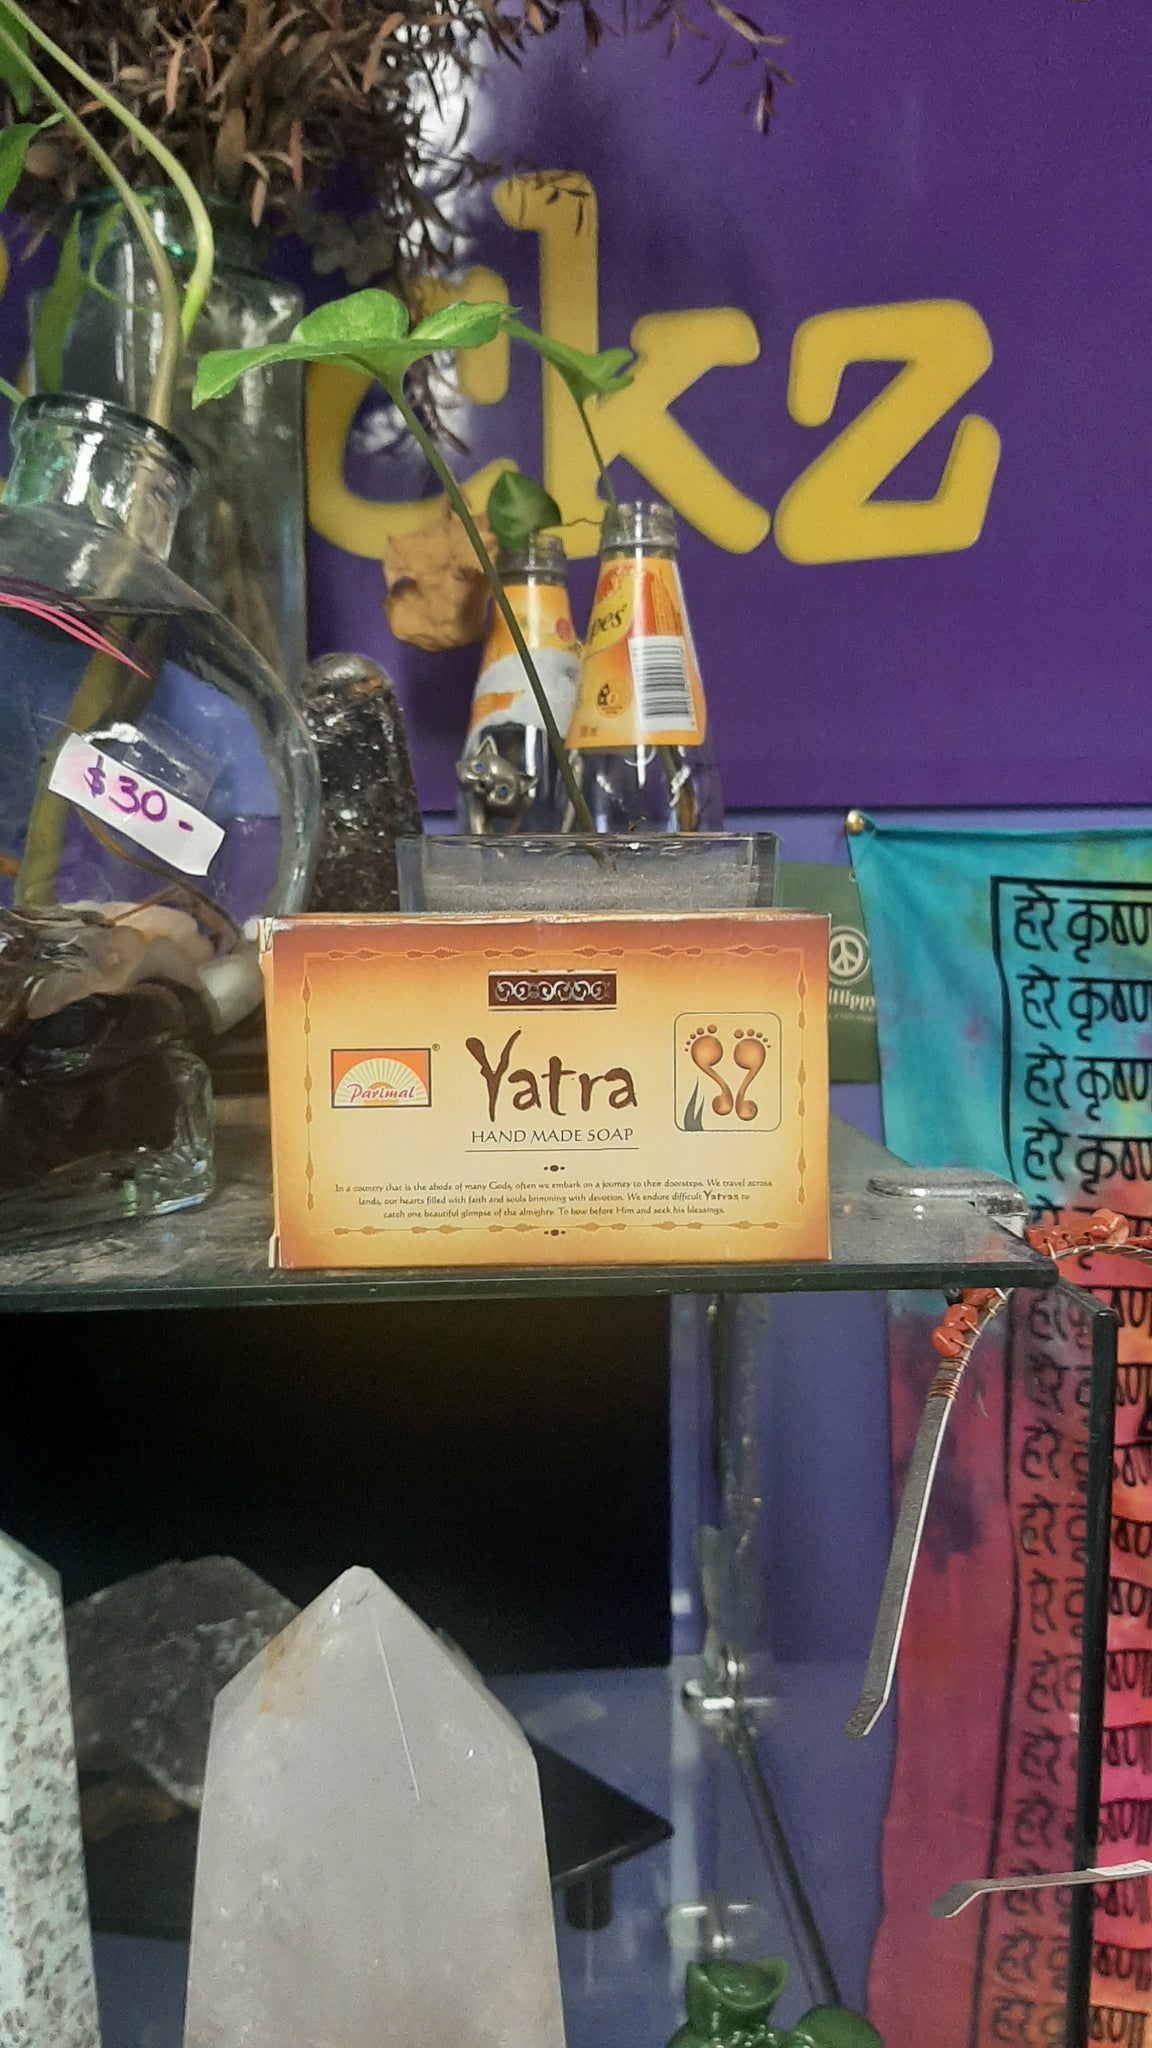 ckz
ees
$30-
Hippy
Parimal®
Yatra
HAND MADE SOAP
In a country that is the abode of many Gods, often we embark on a journey to their doorsteps. We travel across
lands, our hearts filled with faith and souls brimming with devotion. We endure difficult Yatras to
catch one beautiful glimpse of the almighty. To bow before Him and seek his blessings.
हरे कृष्ण
हरे कृष्ण
हरे कृष्ण
हरे कृष्ण